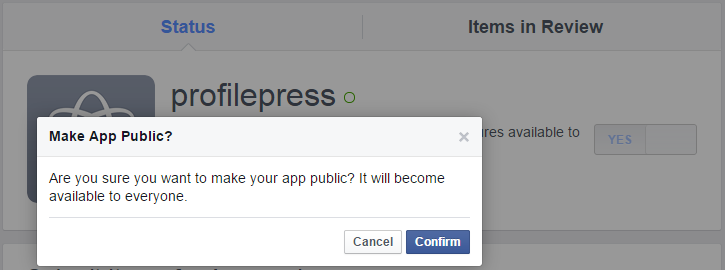 Status
Items in Review
profilepress
ures available to
YES
Make App Public?
×
Are you sure you want to make your app public? It will become
available to everyone.
Cancel
Confirm